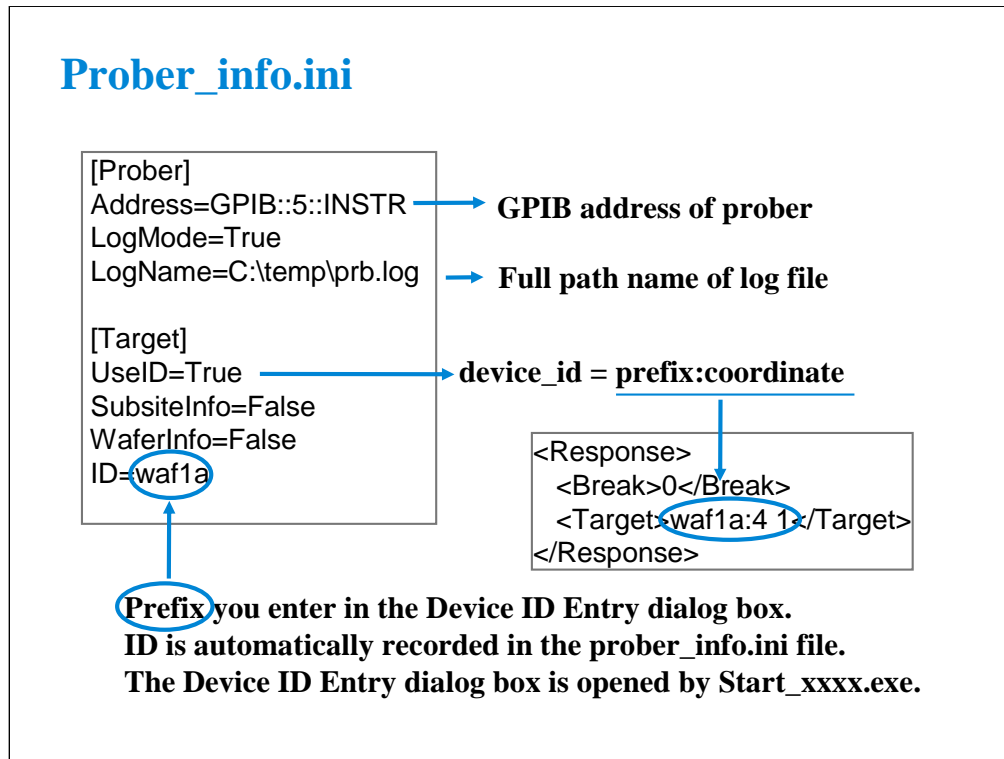 Prober_info.ini
[Prober]
Address=GPIB::5::INSTR
GPIB address of prober
LogMode=True
LogName=C:\temp\prb.log
Full path name of log file
[Target]
UseID=True
device_id = prefix:coordinate
SubsiteInfo=False
WaferInfo=False
ID=waf1a
<Response>
<Break>0</Break>
<Target>waf1a:4 1</Target>
</Response>
Prefix you enter in the Device ID Entry dialog box.
ID is automatically recorded in the prober_info.ini file.
The Device ID Entry dialog box is opened by Start_xxxx.exe.